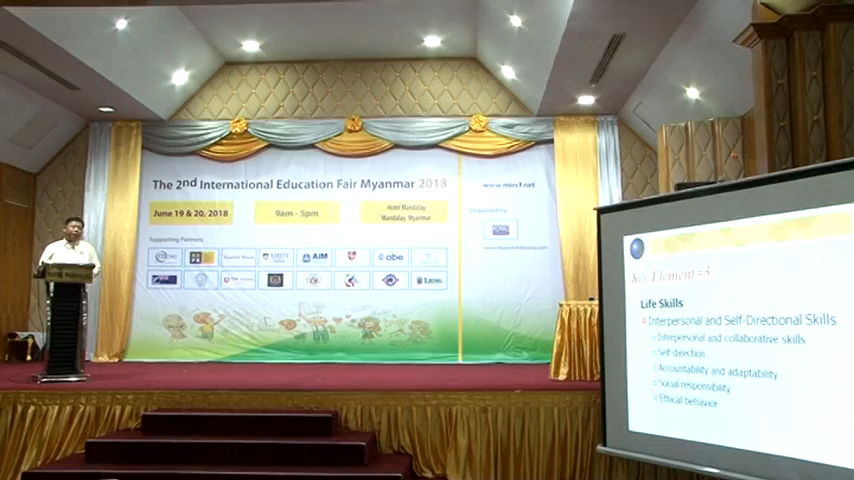 The 2nd International Education Fair Myanmar 2018
www.miecf.net
June 19 & 20, 2018
9am - 5pm
Hotel Mandalay
Mandalay, Myanmar
Organized by:
Supporting Partners
AMITY
AIM
abe
Key Element #3
Life Skills
Interpersonal and Self-Directional Skills
Interpersonal and collaborative skills
Self-direction
Accountability and adaptability
Social responsibility
Ethical behavior